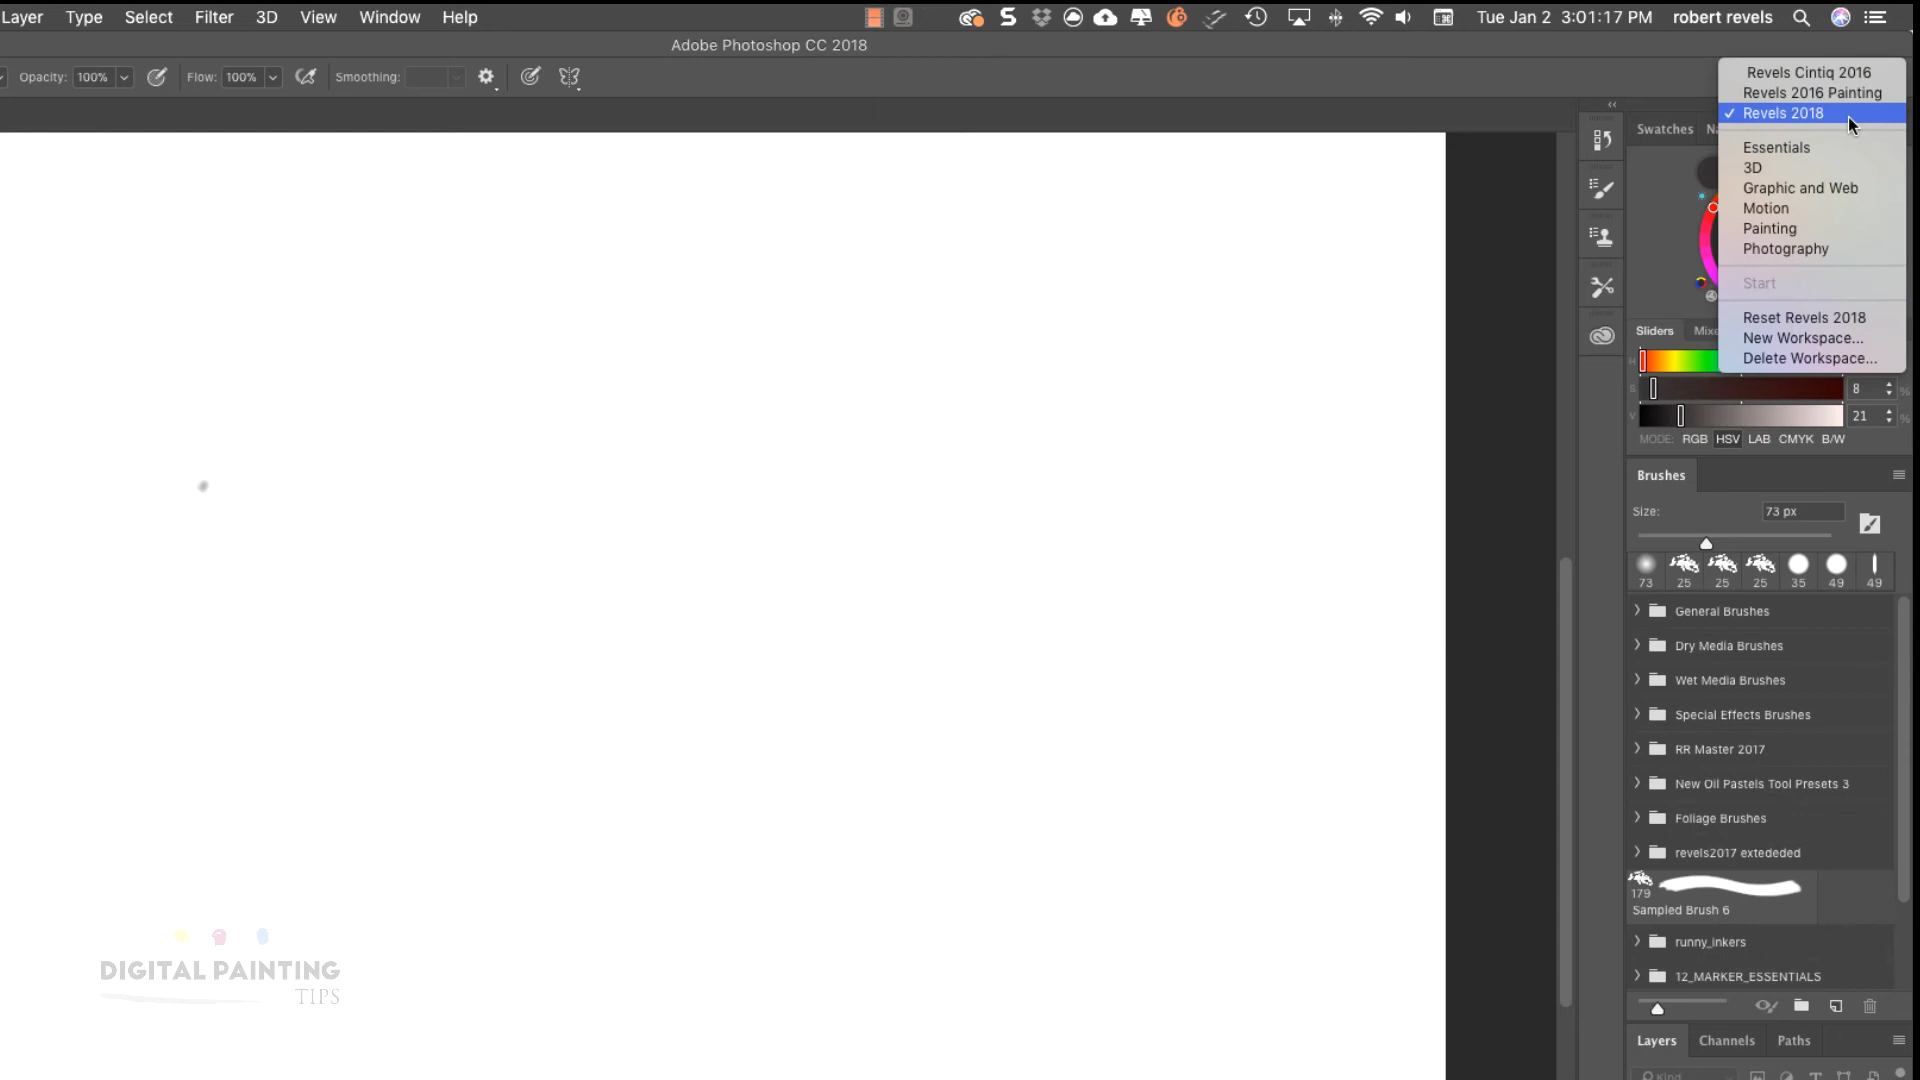 Layer Type Select Filter 3D View Window Help Tue Jan 2 3:01:17 PM robert revels
Adobe Photoshop CC 2018
Opacity: 100% Flow: 100% Smoothing:
Revels Cintiq 2016
Revels 2016 Painting
✓ Revels 2018
Essentials
3D
Graphic and Web
Motion
Painting
Photography
Start
Reset Revels 2018
New Workspace...
Delete Workspace...
Swatches
Sliders
H
S 8 %
V 21 %
MODE: RGB HSV LAB CMYK B/W
Brushes
Size: 73 px
73 25 25 25 35 49 49
General Brushes
Dry Media Brushes
Wet Media Brushes
Special Effects Brushes
RR Master 2017
New Oil Pastels Tool Presets 3
Foliage Brushes
revels2017 extededed
179
Sampled Brush 6
runny_inkers
12_MARKER_ESSENTIALS
Layers Channels Paths
Kind
DIGITAL PAINTING
TIPS